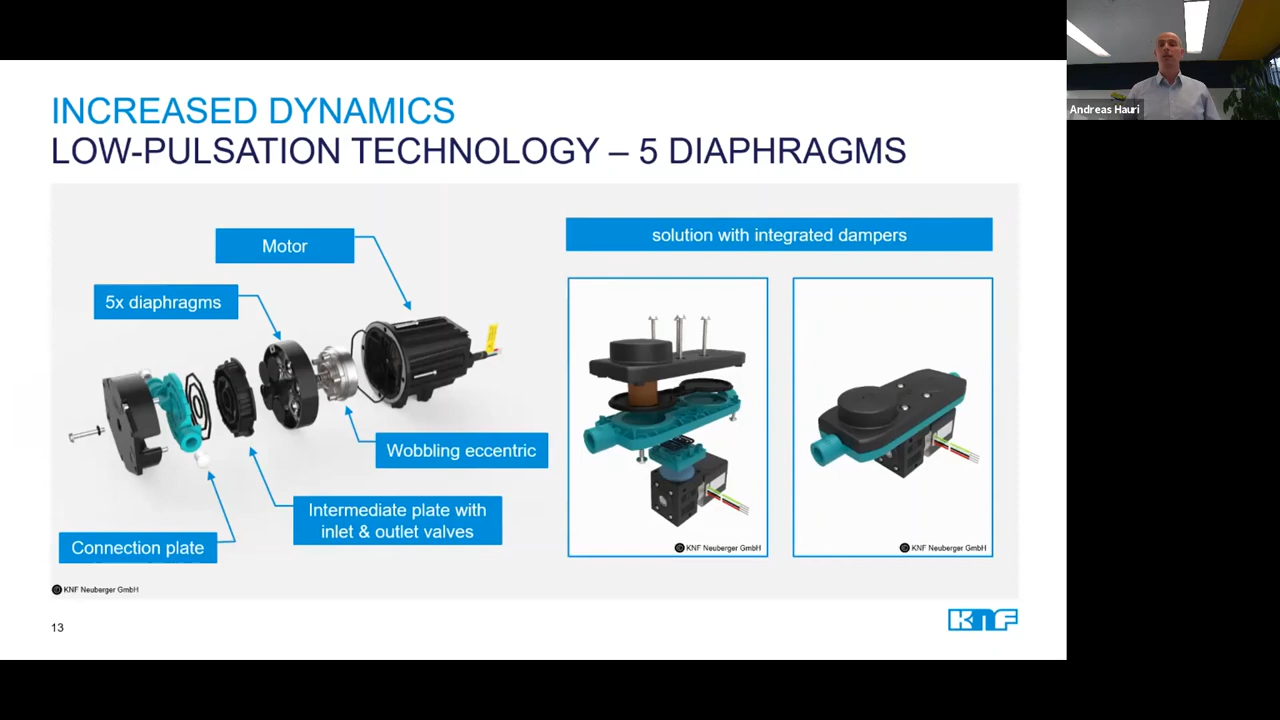 Andreas Hauri
INCREASED DYNAMICS
LOW-PULSATION TECHNOLOGY – 5 DIAPHRAGMS
Motor
5x diaphragms
Wobbling eccentric
Intermediate plate with
inlet & outlet valves
Connection plate
© KNF Neuberger GmbH
solution with integrated dampers
© KNF Neuberger GmbH
© KNF Neuberger GmbH
13
KNF